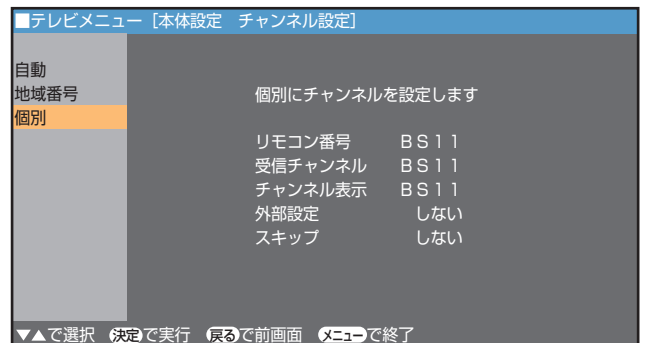 ■テレビメニュー［本体設定　チャンネル設定］
自動
地域番号
個別
個別にチャンネルを設定します
リモコン番号　ＢＳ１１
受信チャンネル　ＢＳ１１
チャンネル表示　ＢＳ１１
外部設定　しない
スキップ　しない
▼▲で選択　決定で実行　戻るで前画面　メニューで終了